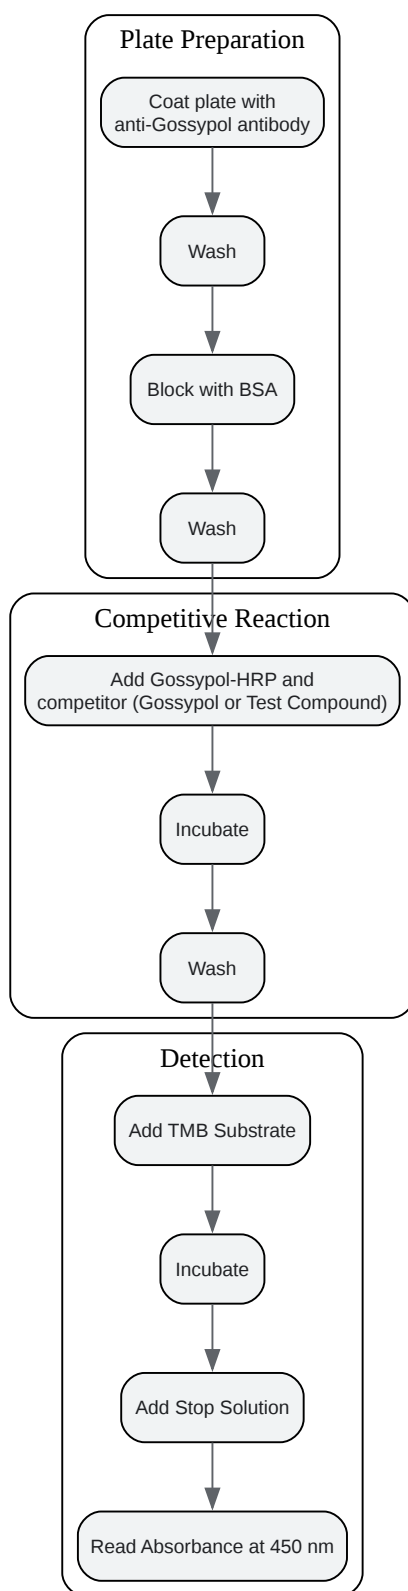 Plate Preparation
Coat plate with
anti-Gossypol antibody
Wash
Block with BSA
Wash
Competitive Reaction
Add Gossypol-HRP and
competitor (Gossypol or Test Compound)
Incubate
Wash
Detection
Add TMB Substrate
Incubate
Add Stop Solution
Read Absorbance at 450 nm